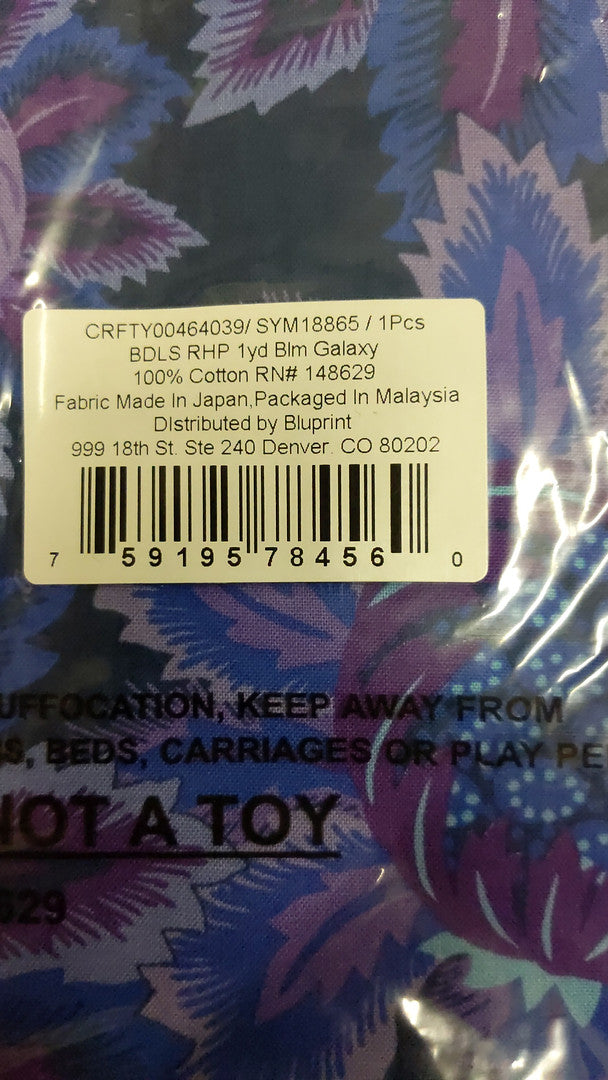 CRFTY00464039/ SYM18865 / 1Pcs
BDLS RHP 1yd Blm Galaxy
100% Cotton RN# 148629
Fabric Made In Japan,Packaged In Malaysia
DIstributed by Bluprint
999 18th St. Ste 240 Denver. CO 80202
7 59195 78456 0
UFFOCATION, KEEP AWAY FROM
S, BEDS, CARRIAGES OR PLAY PE
NOT A TOY
629